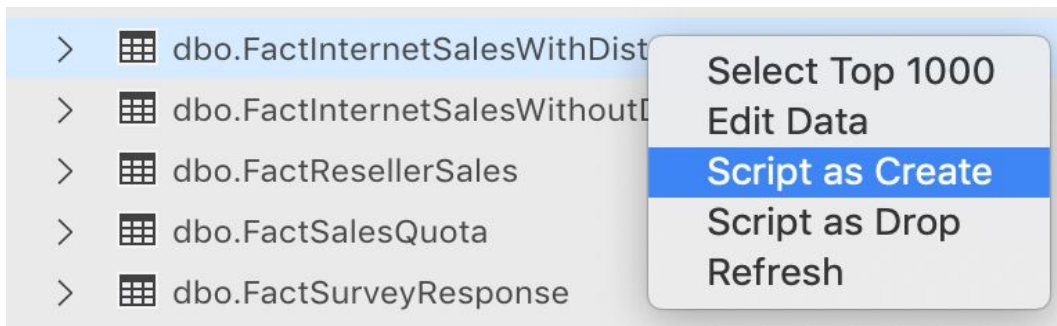 dbo.FactInternetSalesWithDist
dbo.FactInternetSalesWithout
dbo.FactResellerSales
dbo.FactSalesQuota
dbo.FactSurveyResponse
Select Top 1000
Edit Data
Script as Create
Script as Drop
Refresh